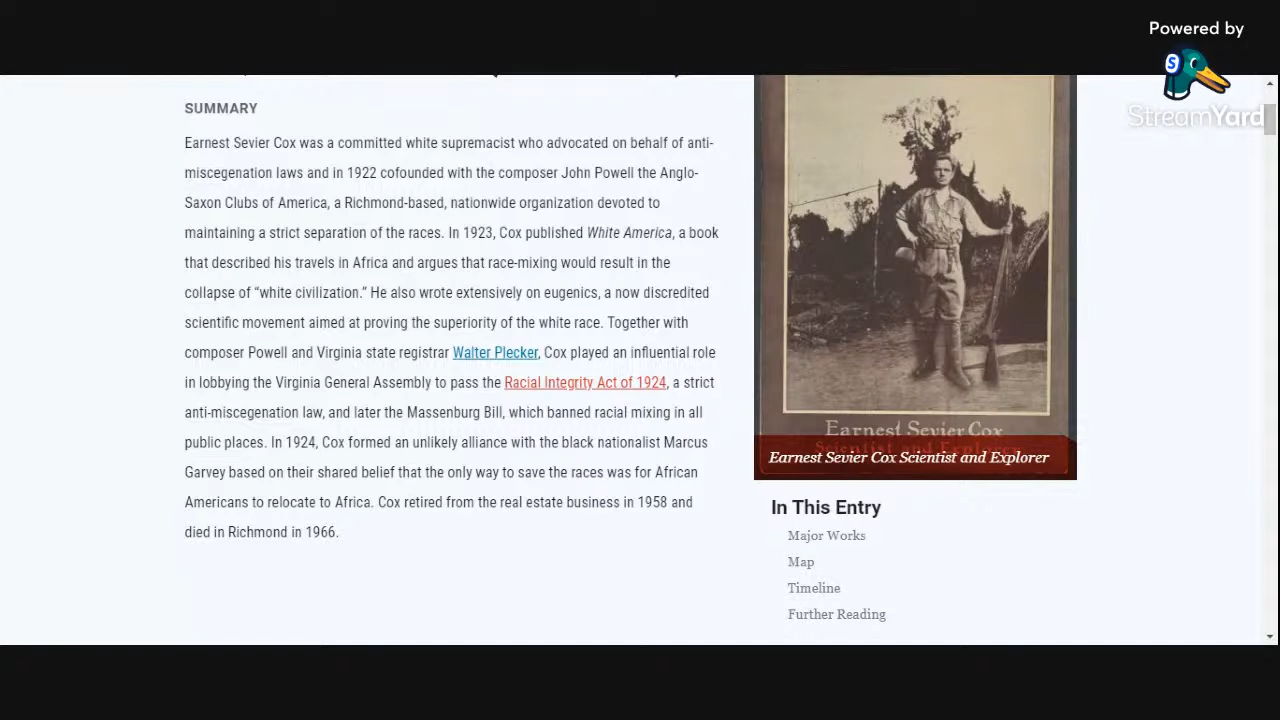 Powered by
StreamYard
SUMMARY
Earnest Sevier Cox was a committed white supremacist who advocated on behalf of anti-
miscegenation laws and in 1922 cofounded with the composer John Powell the Anglo-
Saxon Clubs of America, a Richmond-based, nationwide organization devoted to
maintaining a strict separation of the races. In 1923, Cox published White America, a book
that described his travels in Africa and argues that race-mixing would result in the
collapse of “white civilization.” He also wrote extensively on eugenics, a now discredited
scientific movement aimed at proving the superiority of the white race. Together with
composer Powell and Virginia state registrar Walter Plecker, Cox played an influential role
in lobbying the Virginia General Assembly to pass the Racial Integrity Act of 1924, a strict
anti-miscegenation law, and later the Massenburg Bill, which banned racial mixing in all
public places. In 1924, Cox formed an unlikely alliance with the black nationalist Marcus
Garvey based on their shared belief that the only way to save the races was for African
Americans to relocate to Africa. Cox retired from the real estate business in 1958 and
died in Richmond in 1966.
Earnest Sevier Cox
Scientist and Explorer
Earnest Sevier Cox Scientist and Explorer
In This Entry
Major Works
Map
Timeline
Further Reading